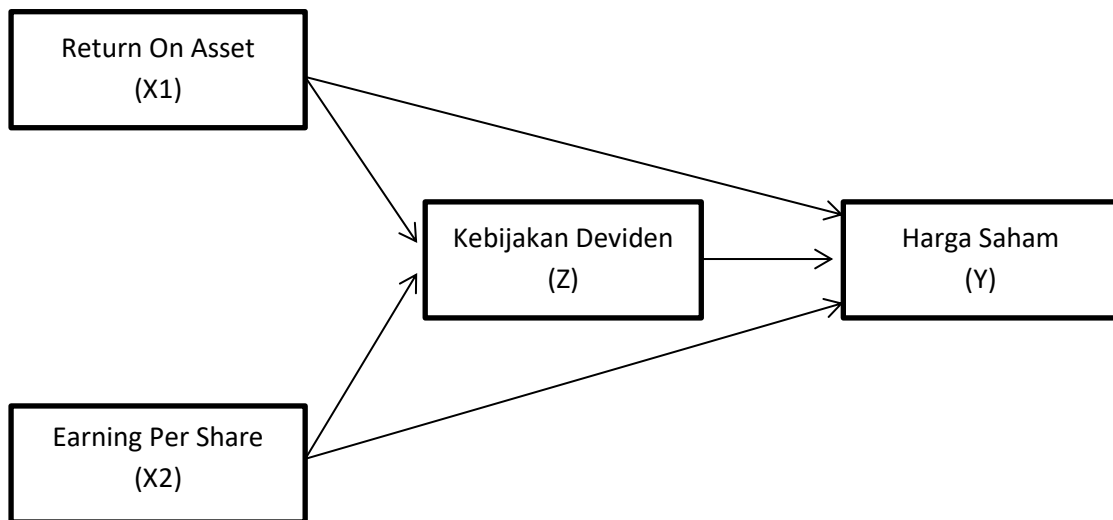 Return On Asset
(X1)
Kebijakan Deviden
(Z)
Harga Saham
(Y)
Earning Per Share
(X2)